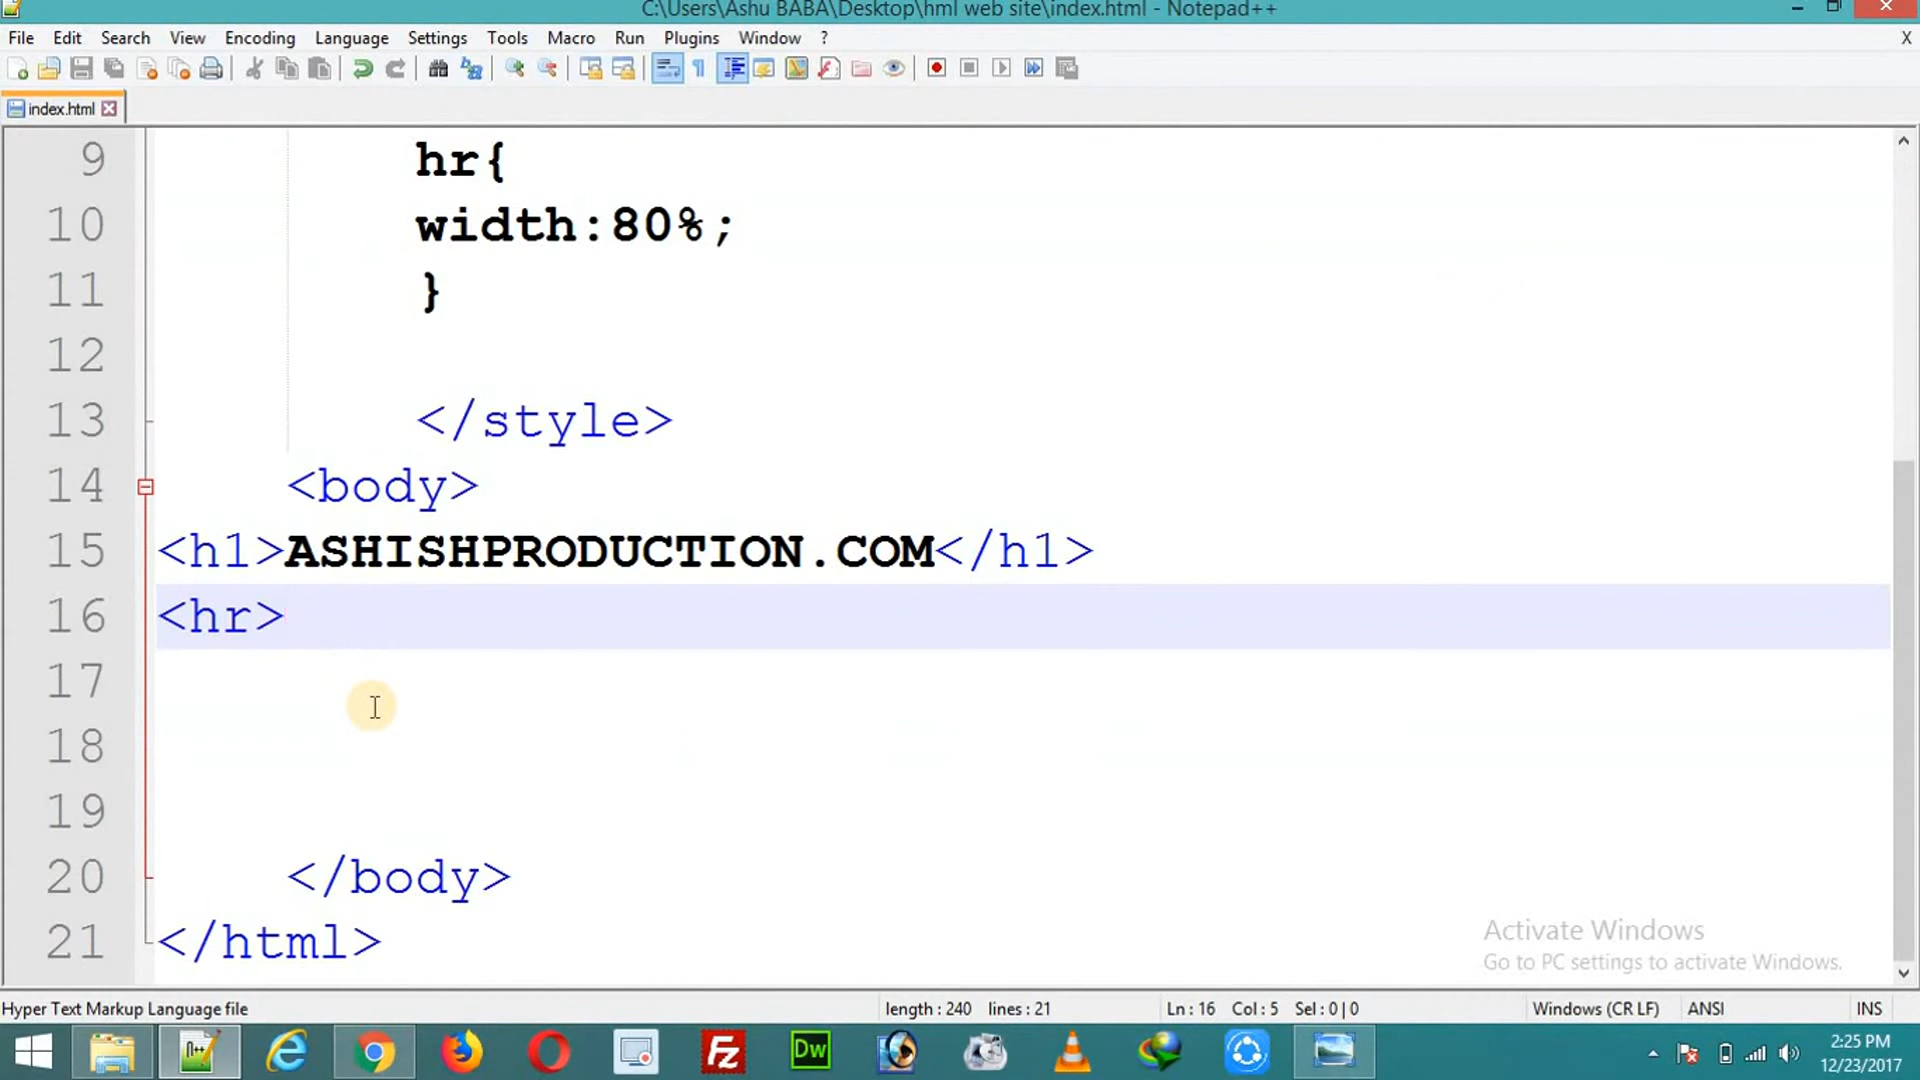 C:\Users\Ashu BABA\Desktop\hml web site\index.html - Notepad++
File Edit Search View Encoding Language Settings Tools Macro Run Plugins Window ? X
index.html
9 hr{
10 width:80%;
11 }
12
13 </style>
14 <body>
15 <h1>ASHISHPRODUCTION.COM</h1>
16 <hr>
17
18
19
20 </body>
21 </html>
Activate Windows
Go to PC settings to activate Windows.
Hyper Text Markup Language file length : 240 lines : 21 Ln : 16 Col : 5 Sel : 0 | 0 Windows (CR LF) ANSI INS
n++ Fz Dw
2:25 PM
12/23/2017